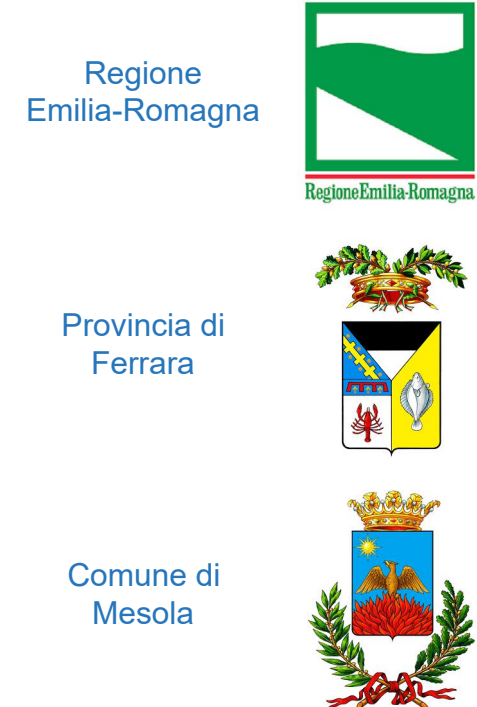 Regione
Emilia-Romagna
RegioneEmilia-Romagna
Provincia di
Ferrara
Comune di
Mesola